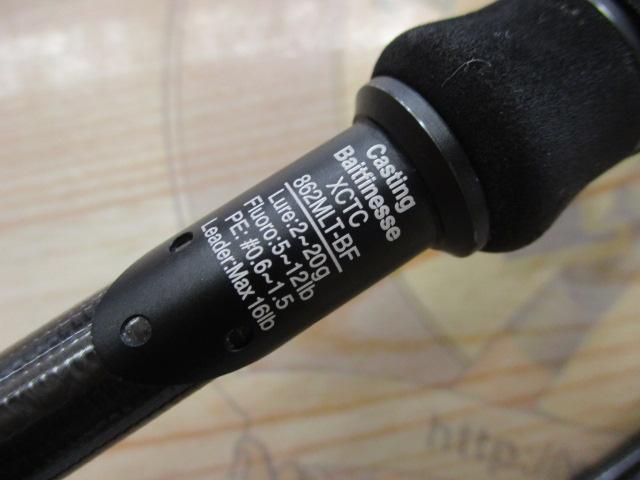 Casting
Baitfinesse
XCTC
862MLT-BF
Lure:2~20g
Fluoro:5~12lb
PE: #0.6~1.5
Leader:Max 16lb
http://